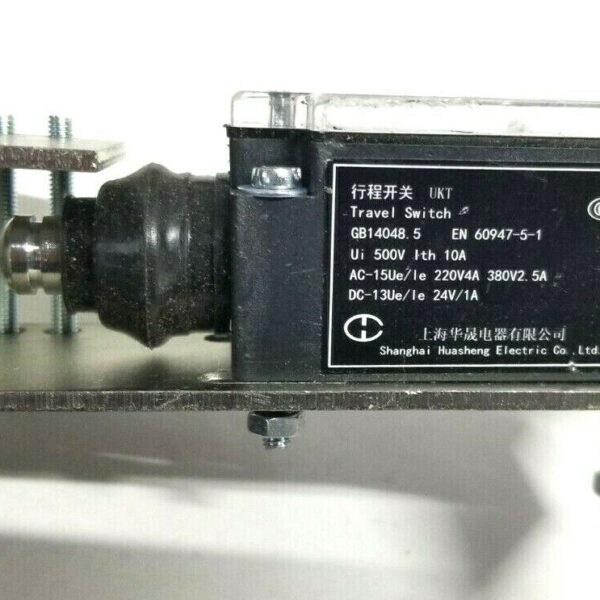 行程开关 UKT
Travel Switch
GB14048.5 EN 60947-5-1
Ui 500V Ith 10A
AC-15Ue/Ie 220V4A 380V2.5A
DC-13Ue/Ie 24V/1A
上海华晟电器有限公司
Shanghai Huasheng Electric Co.,Ltd.